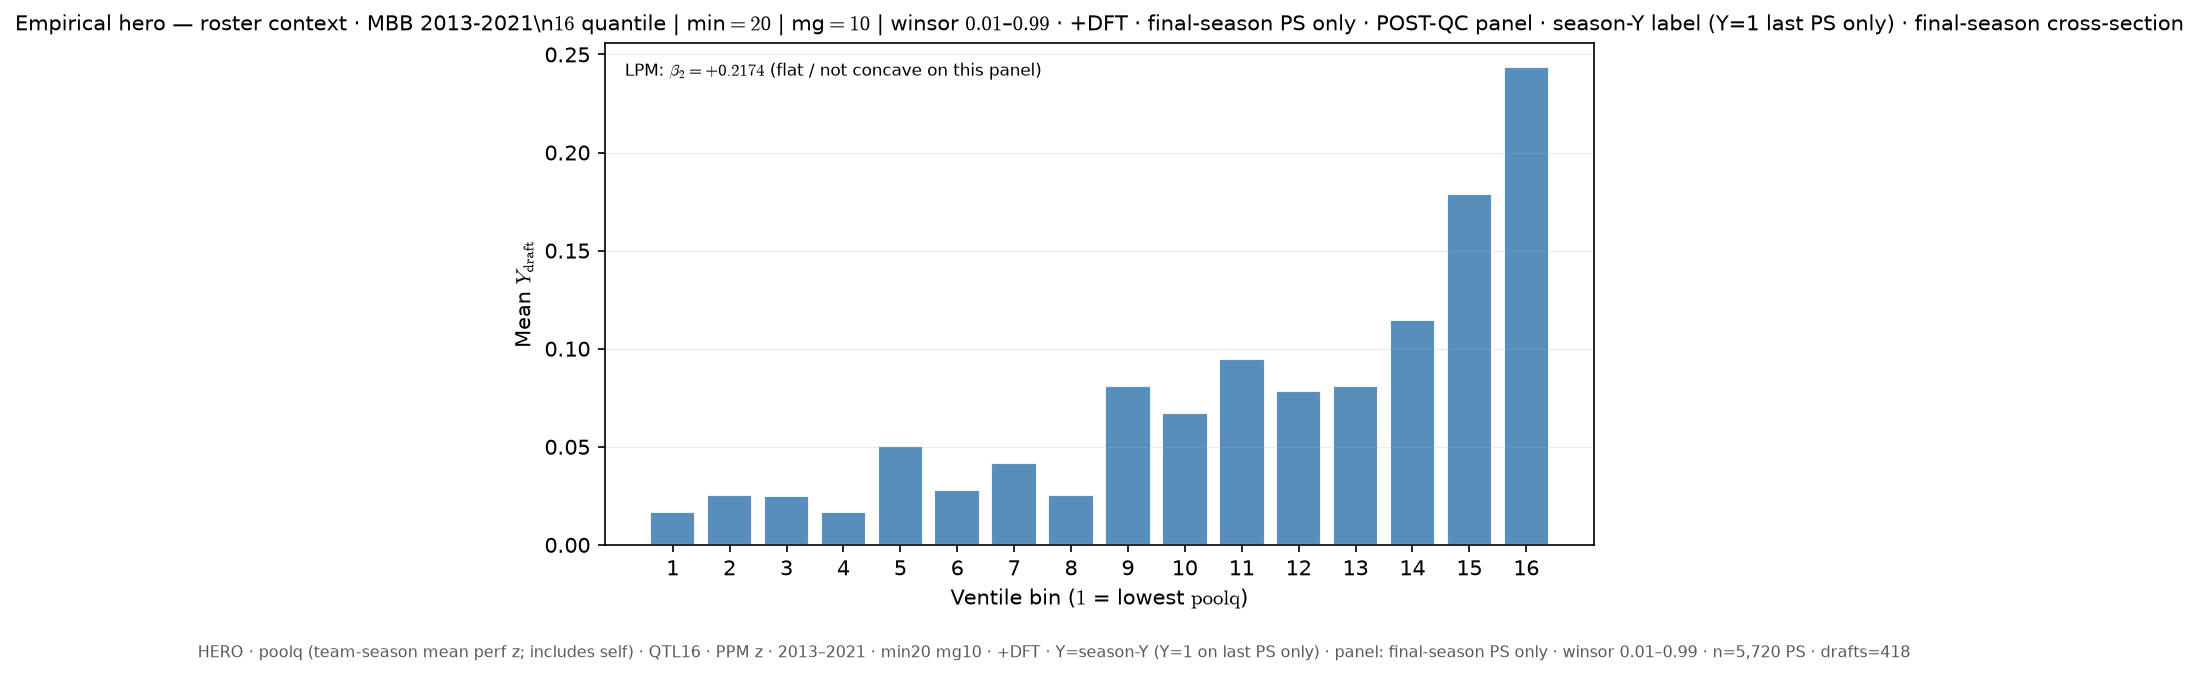 Empirical hero — roster context · MBB 2013-2021\n16 quantile | min = 20 | mg = 10 | winsor 0.01–0.99 · +DFT · final-season PS only · POST-QC panel · season-Y label (Y=1 last PS only) · final-season cross-section
LPM: β₂ = +0.2174 (flat / not concave on this panel)
0.25
0.20
0.15
0.10
0.05
0.00
Mean Y_draft
1 2 3 4 5 6 7 8 9 10 11 12 13 14 15 16
Ventile bin (1 = lowest poolq)
HERO · poolq (team-season mean perf z; includes self) · QTL16 · PPM z · 2013–2021 · min20 mg10 · +DFT · Y=season-Y (Y=1 on last PS only) · panel: final-season PS only · winsor 0.01–0.99 · n=5,720 PS · drafts=418